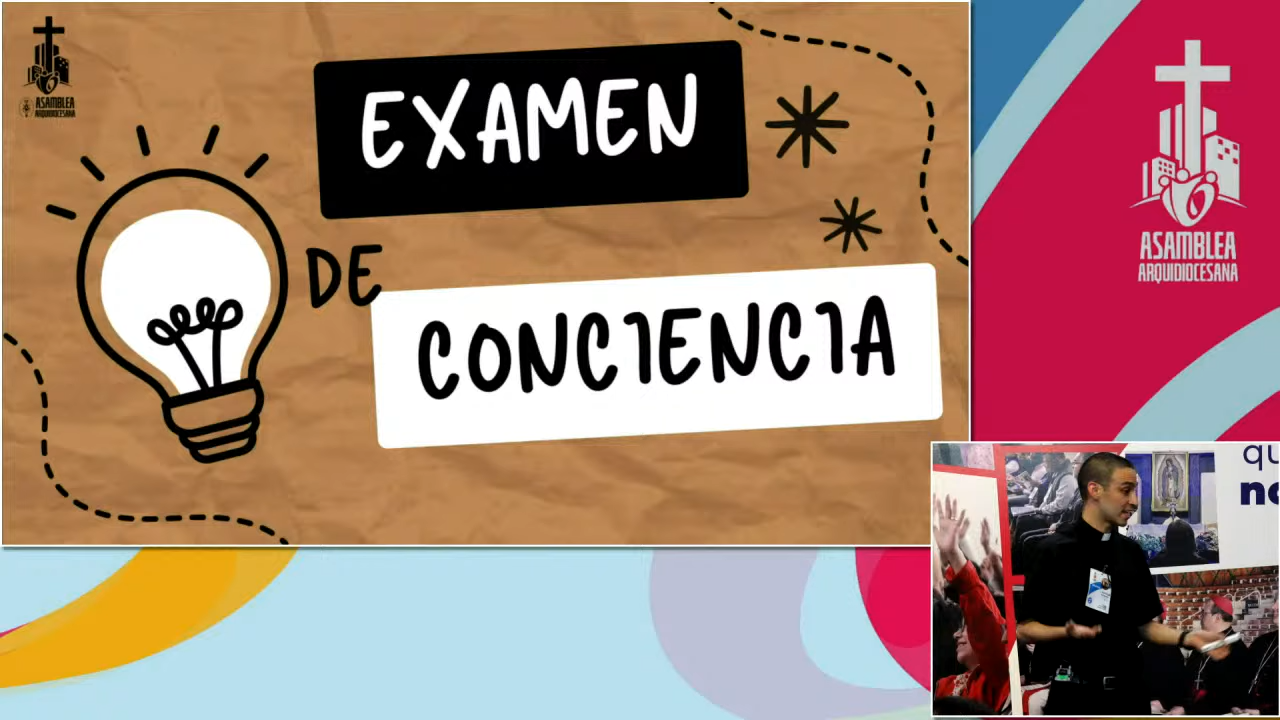 ASAMBLEA
ARQUIDIOCESANA
EXAMEN
DE
CONCIENCIA
ASAMBLEA
ARQUIDIOCESANA
qu
no